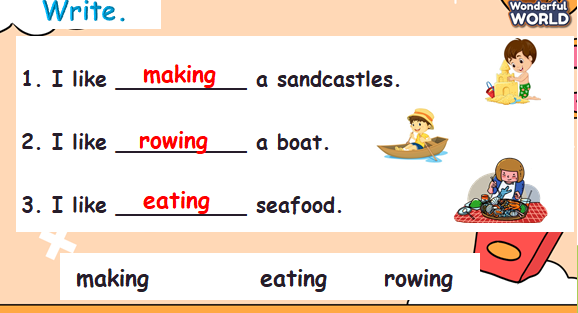 Write.
Wonderful
WORLD
1. I like making a sandcastles.
2. I like rowing a boat.
3. I like eating seafood.
making eating rowing